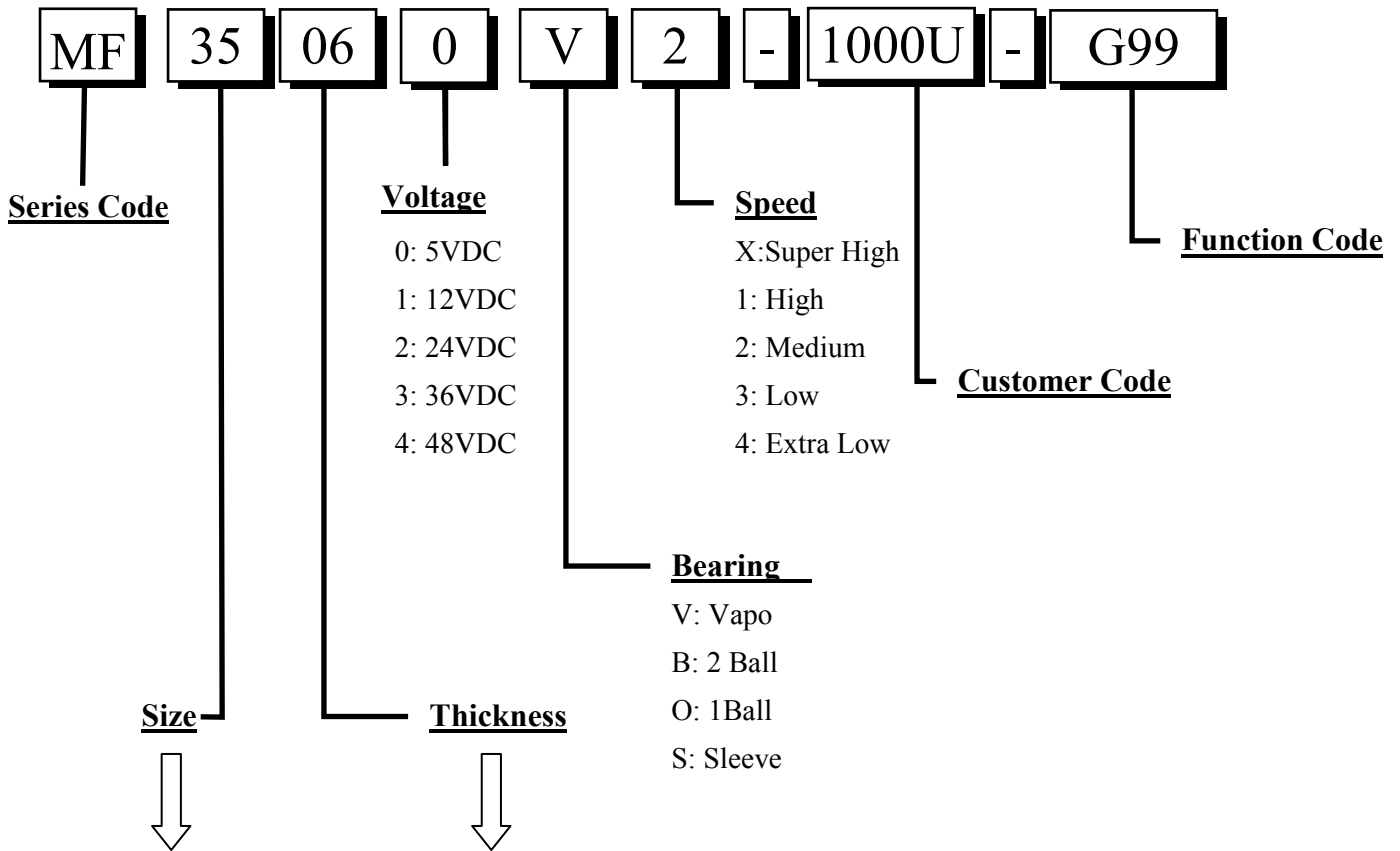 MF 35 06 0 V 2 - 1000U - G99
Series Code
Voltage
0: 5VDC
1: 12VDC
2: 24VDC
3: 36VDC
4: 48VDC
Speed
X:Super High
1: High
2: Medium
3: Low
4: Extra Low
Function Code
Customer Code
Bearing
V: Vapo
B: 2 Ball
O: 1Ball
S: Sleeve
Size
Thickness